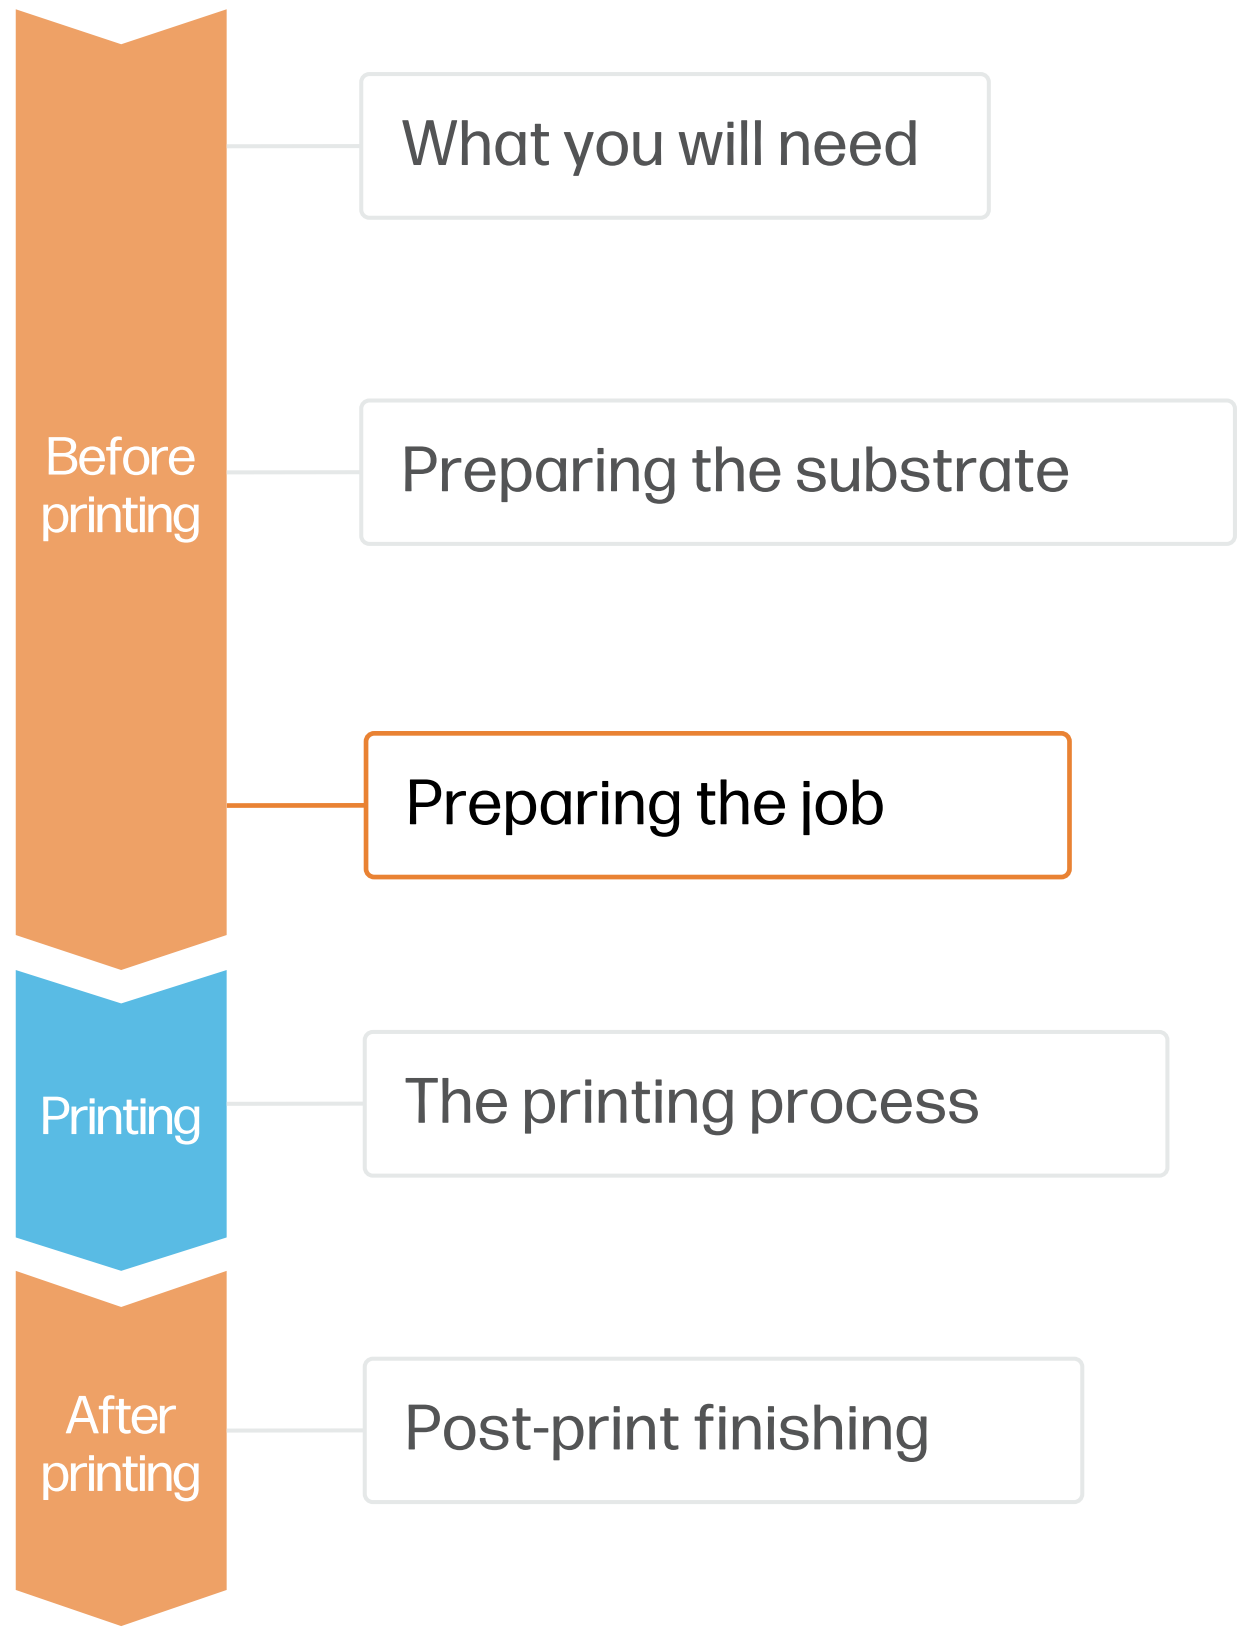 What you will need
Before
printing
Preparing the substrate
Preparing the job
Printing
The printing process
After
printing
Post-print finishing